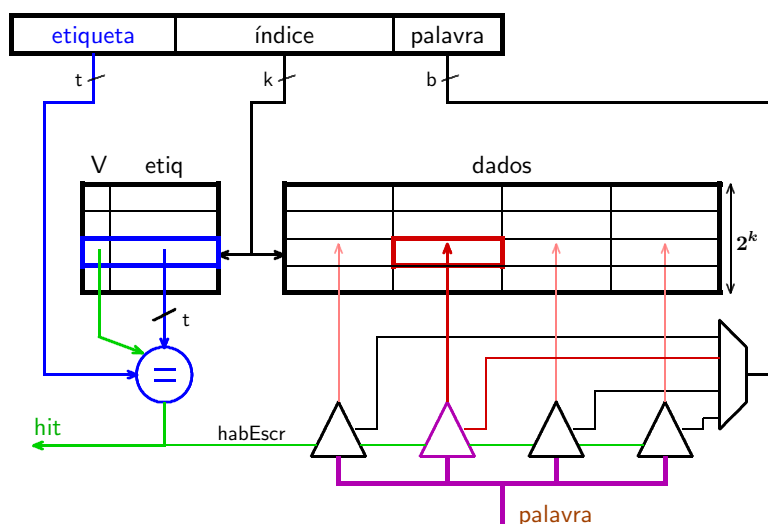 etiqueta índice palavra
t k b
V etiq dados
2^k
t
=
hit habEscr
palavra